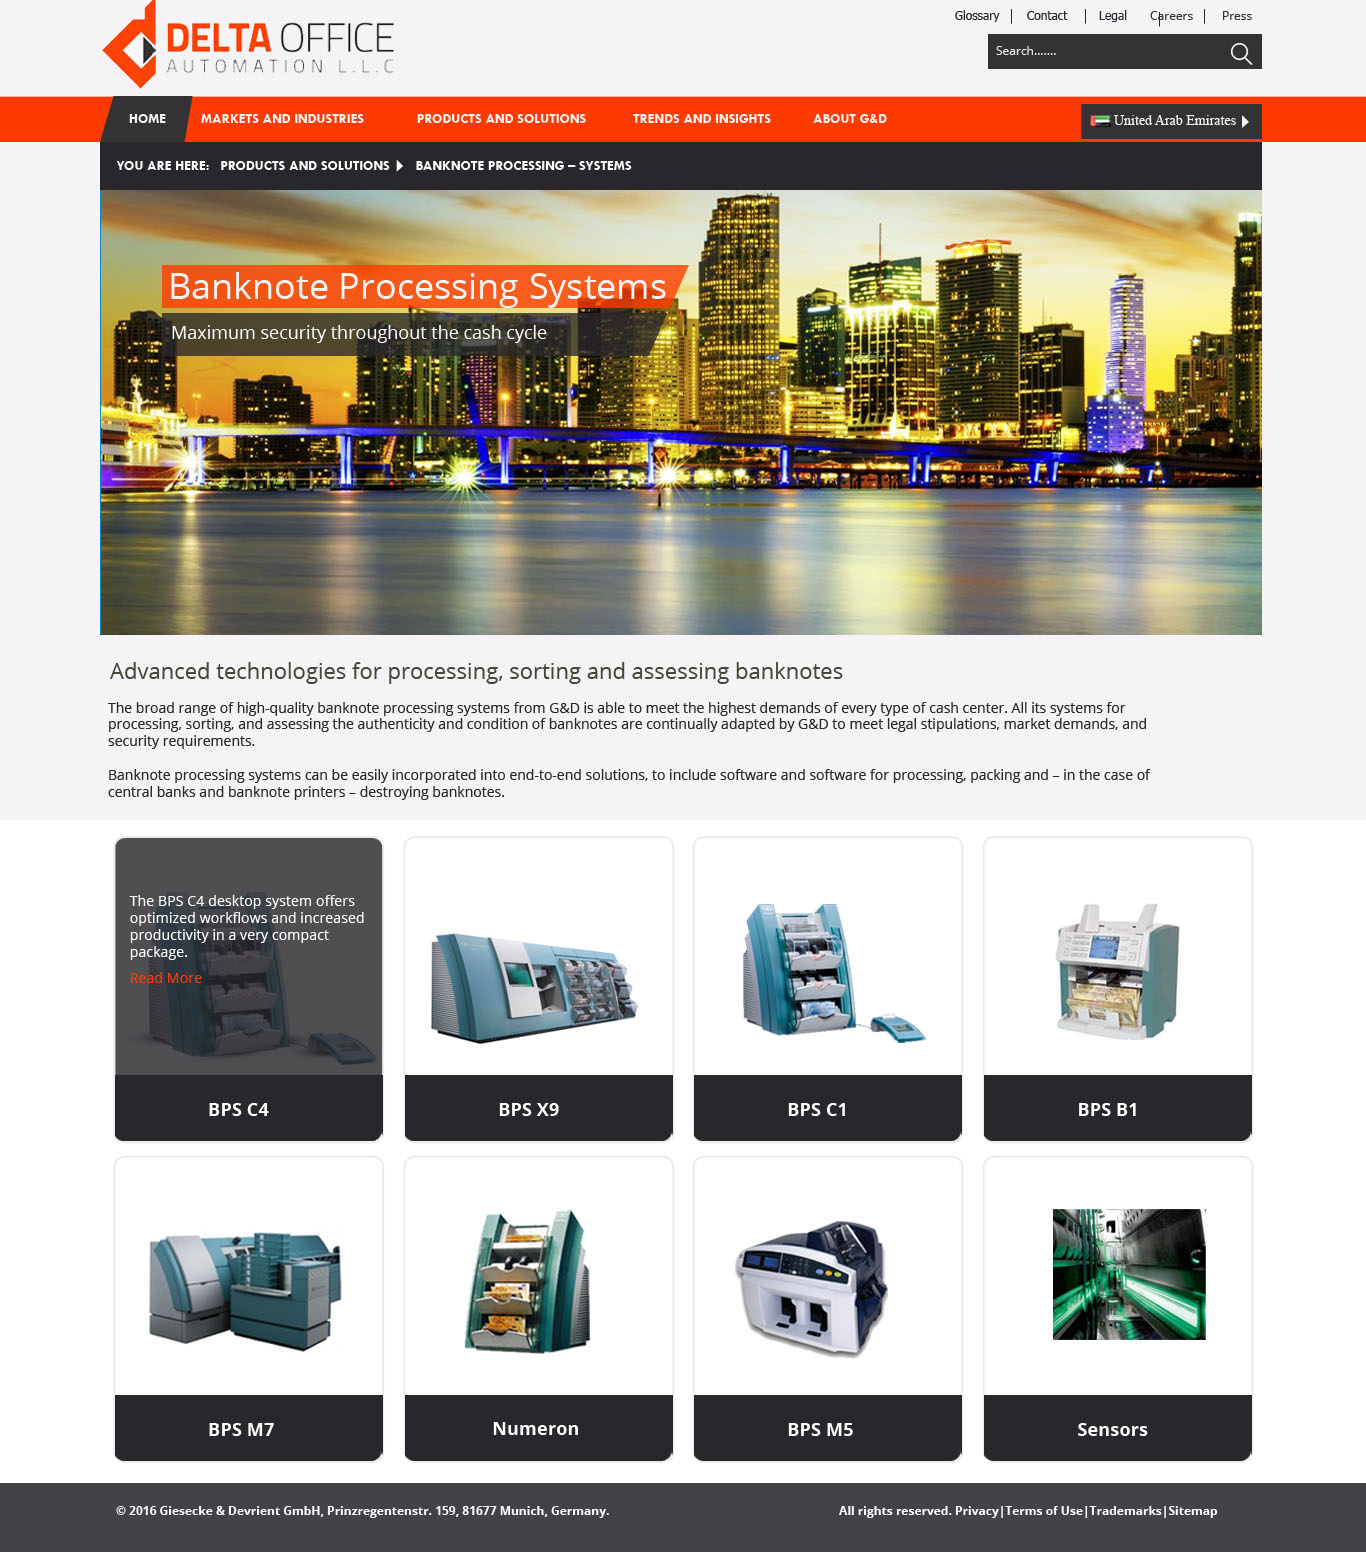 Glossary | Contact | Legal | Careers | Press
DELTA OFFICE
AUTOMATION L.L.C
Search.......
HOME MARKETS AND INDUSTRIES PRODUCTS AND SOLUTIONS TRENDS AND INSIGHTS ABOUT G&D United Arab Emirates
YOU ARE HERE: PRODUCTS AND SOLUTIONS BANKNOTE PROCESSING – SYSTEMS
Banknote Processing Systems
Maximum security throughout the cash cycle
Advanced technologies for processing, sorting and assessing banknotes
The broad range of high-quality banknote processing systems from G&D is able to meet the highest demands of every type of cash center. All its systems for
processing, sorting, and assessing the authenticity and condition of banknotes are continually adapted by G&D to meet legal stipulations, market demands, and
security requirements.
Banknote processing systems can be easily incorporated into end-to-end solutions, to include software and software for processing, packing and – in the case of
central banks and banknote printers – destroying banknotes.
The BPS C4 desktop system offers
optimized workflows and increased
productivity in a very compact
package.
Read More
BPS C4 BPS X9 BPS C1 BPS B1
BPS M7 Numeron BPS M5 Sensors
© 2016 Giesecke & Devrient GmbH, Prinzregentenstr. 159, 81677 Munich, Germany. All rights reserved. Privacy|Terms of Use|Trademarks|Sitemap